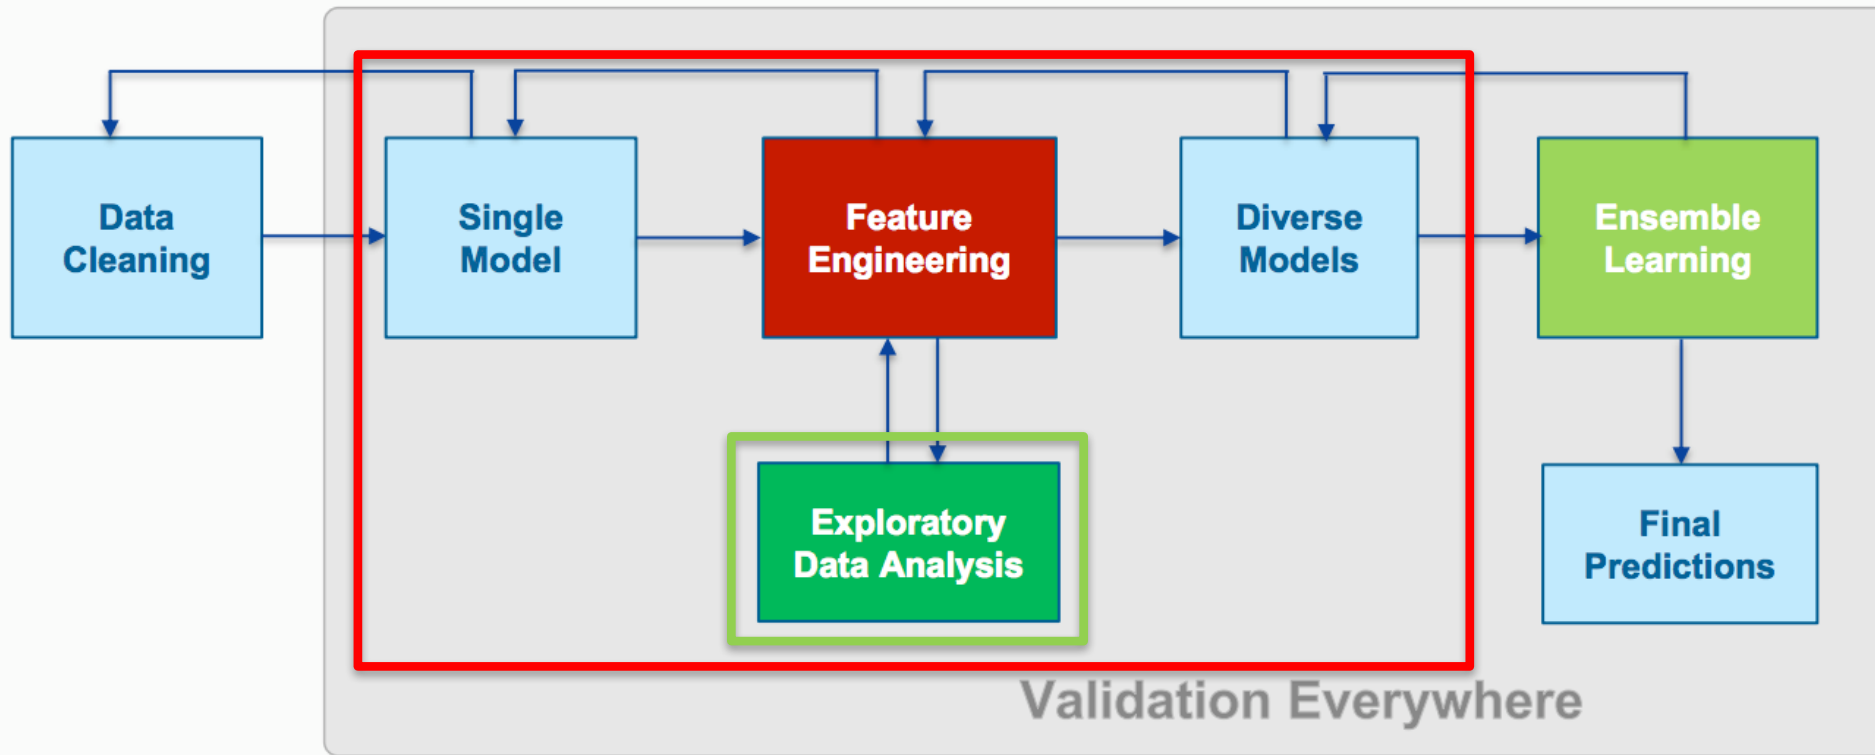 Data
Cleaning
Single
Model
Feature
Engineering
Diverse
Models
Ensemble
Learning
Exploratory
Data Analysis
Final
Predictions
Validation Everywhere